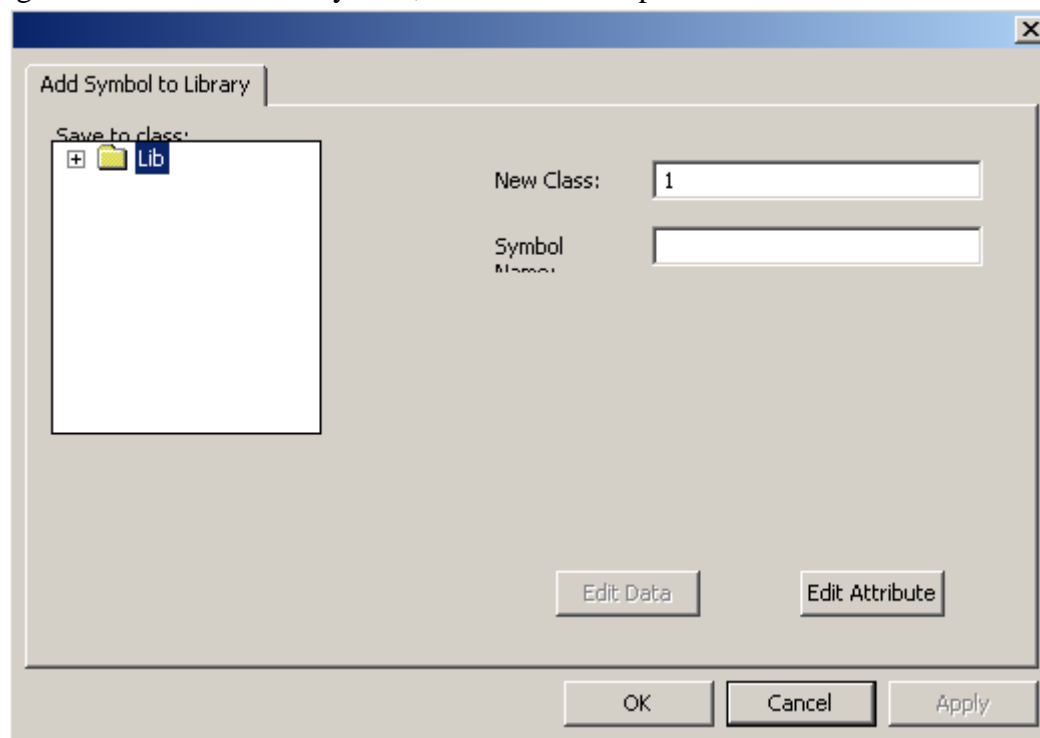 Add Symbol to Library
Save to class:
Lib
New Class:
1
Symbol
Name:
Edit Data
Edit Attribute
OK
Cancel
Apply